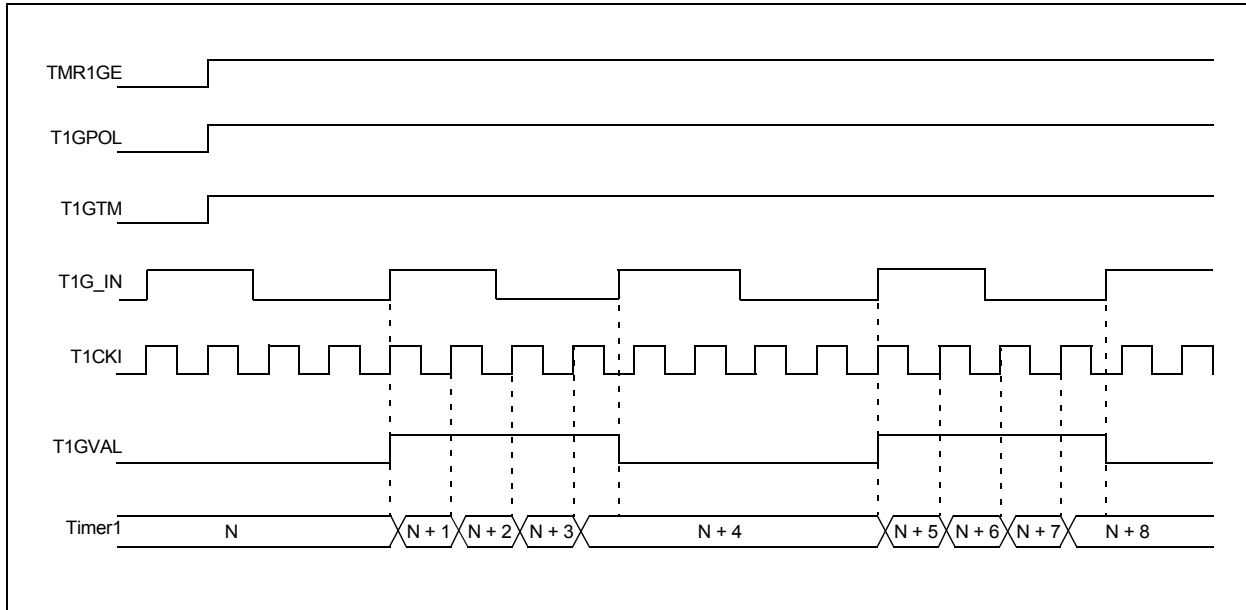 TMR1GE
T1GPOL
T1GTM
T1G_IN
T1CKI
T1GVAL
Timer1 N N + 1 N + 2 N + 3 N + 4 N + 5 N + 6 N + 7 N + 8